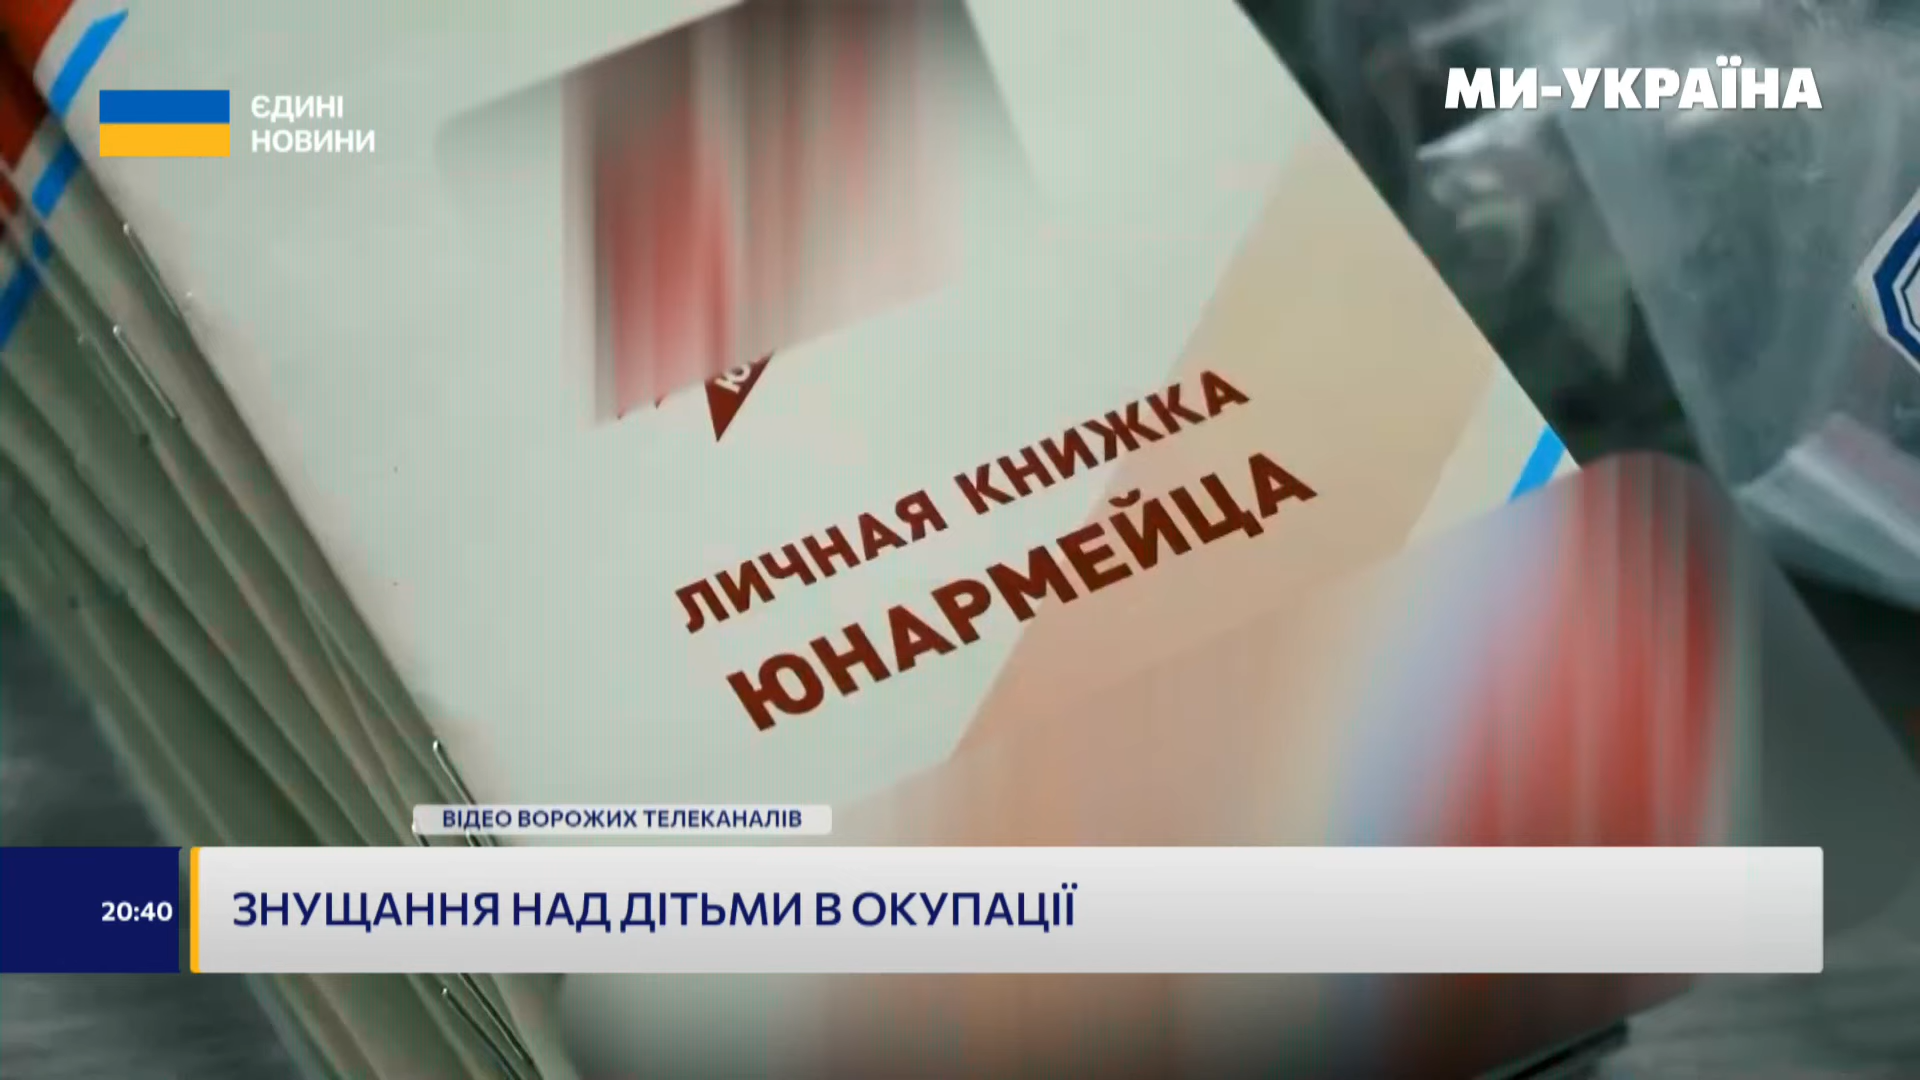 ЄДИНІ
НОВИНИ
МИ-УКРАЇНА
Ю
ЛИЧНАЯ КНИЖКА
ЮНАРМЕЙЦА
ВІДЕО ВОРОЖИХ ТЕЛЕКАНАЛІВ
20:40
ЗНУЩАННЯ НАД ДІТЬМИ В ОКУПАЦІЇ